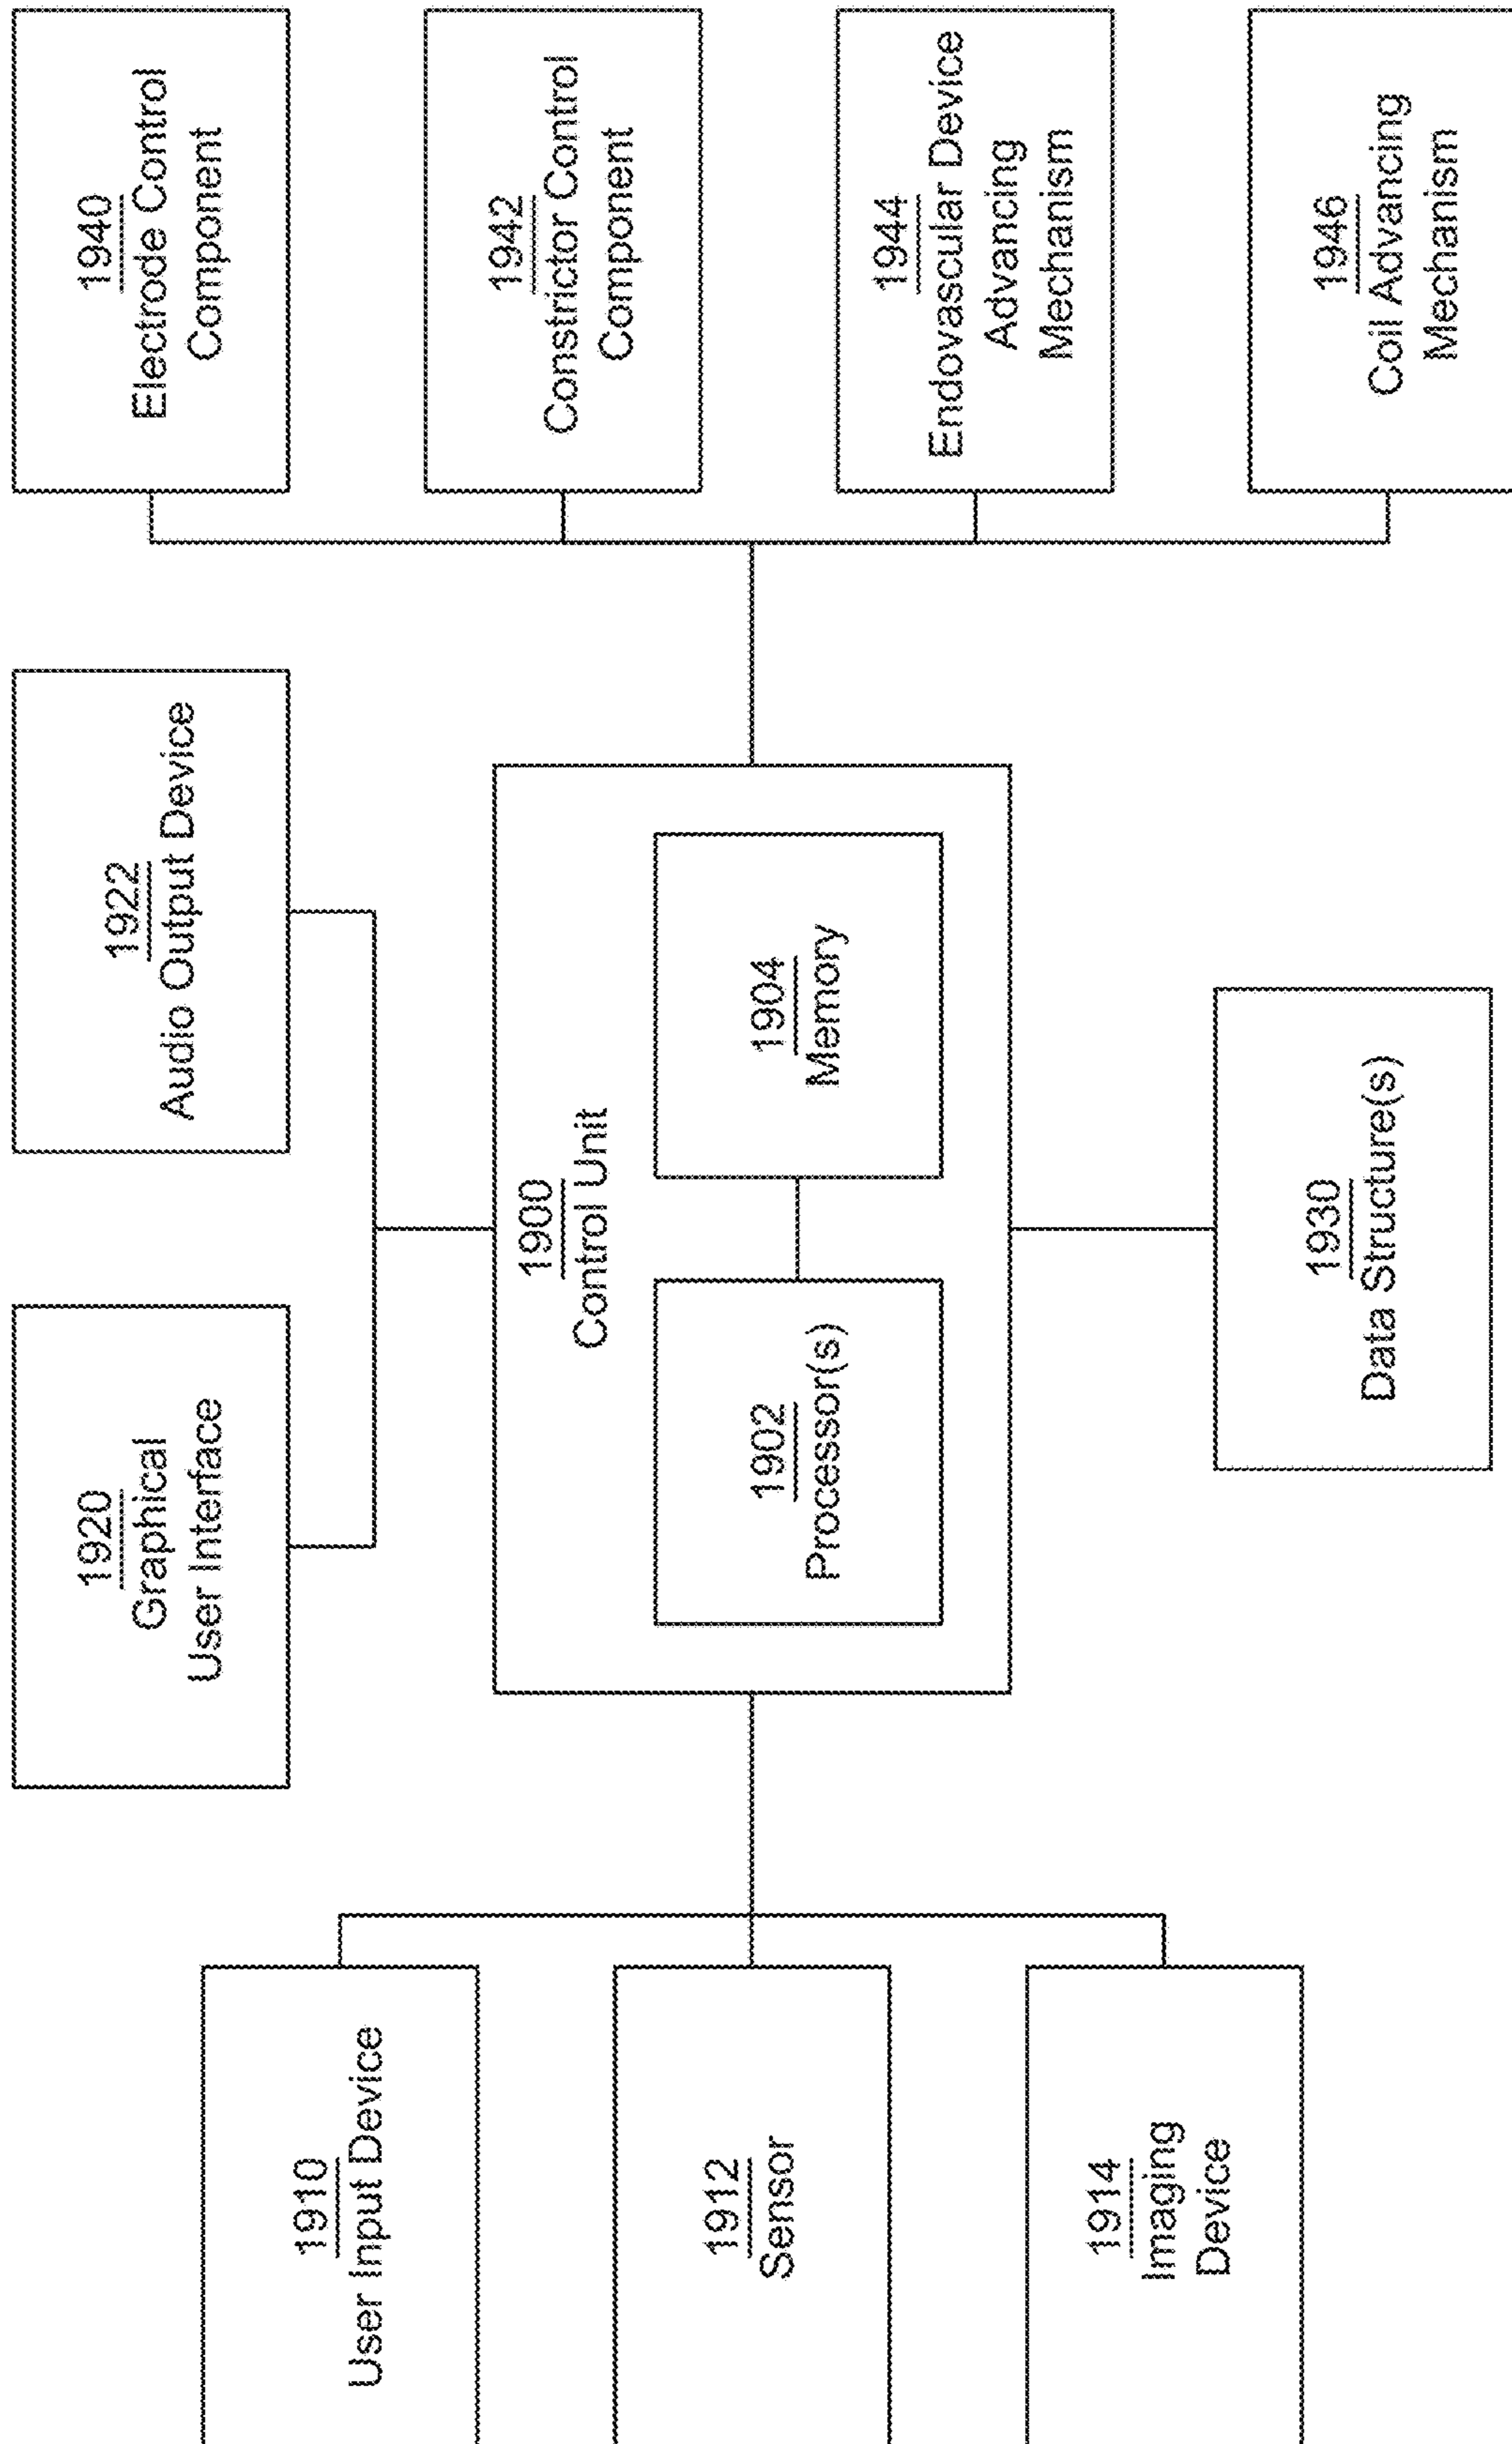 1910
User Input Device
1912
Sensor
1914
Imaging
Device
1920
Graphical
User Interface
1922
Audio Output Device
1900
Control Unit
1902
Processor(s)
1904
Memory
1930
Data Structure(s)
1940
Electrode Control
Component
1942
Constrictor Control
Component
1944
Endovascular Device
Advancing
Mechanism
1946
Coil Advancing
Mechanism